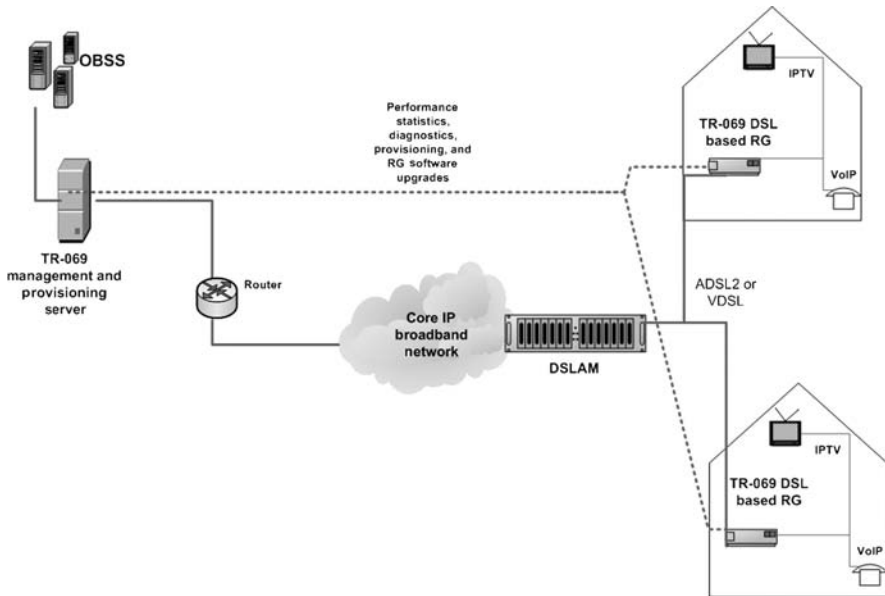 OBSS
Performance
statistics,
diagnostics,
provisioning, and
RG software
upgrades
TR-069
management and
provisioning
server
Router
Core IP
broadband
network
DSLAM
ADSL2 or
VDSL
IPTV
TR-069 DSL
based RG
VoIP
IPTV
TR-069 DSL
based RG
VoIP